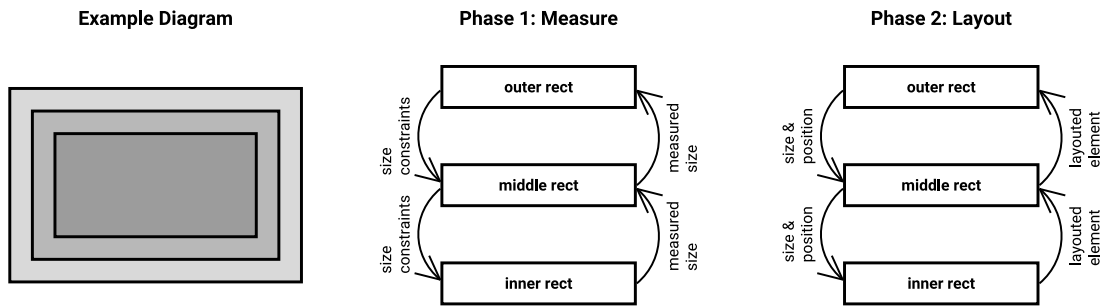 Example Diagram
Phase 1: Measure
outer rect
size
constraints
measured
size
middle rect
size
constraints
measured
size
inner rect
Phase 2: Layout
outer rect
size &
position
layouted
element
middle rect
size &
position
layouted
element
inner rect